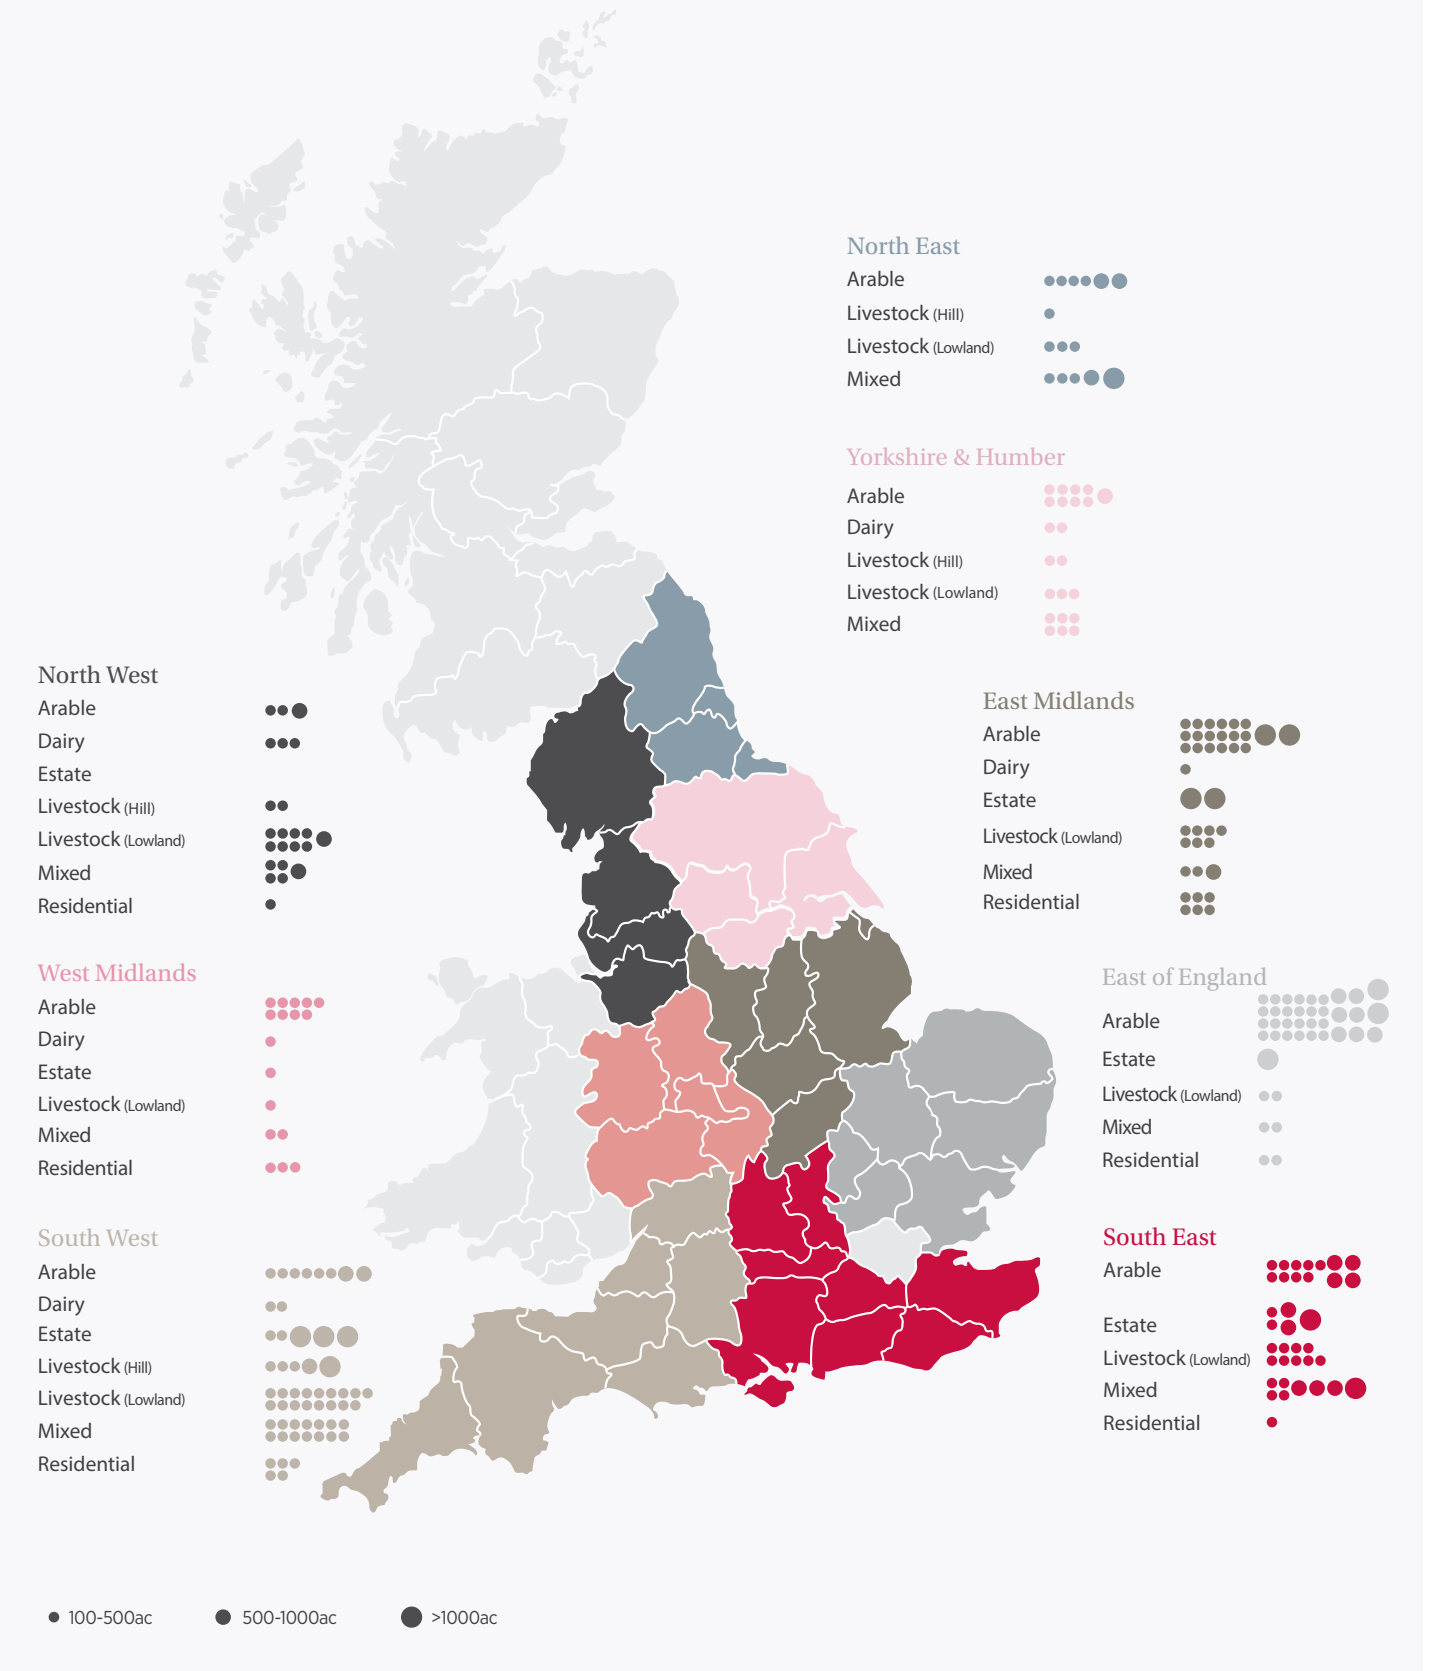 North East
Arable
Livestock (Hill)
Livestock (Lowland)
Mixed
Yorkshire & Humber
Arable
Dairy
Livestock (Hill)
Livestock (Lowland)
Mixed
North West
Arable
Dairy
Estate
Livestock (Hill)
Livestock (Lowland)
Mixed
Residential
East Midlands
Arable
Dairy
Estate
Livestock (Lowland)
Mixed
Residential
West Midlands
Arable
Dairy
Estate
Livestock (Lowland)
Mixed
Residential
East of England
Arable
Estate
Livestock (Lowland)
Mixed
Residential
South West
Arable
Dairy
Estate
Livestock (Hill)
Livestock (Lowland)
Mixed
Residential
South East
Arable
Estate
Livestock (Lowland)
Mixed
Residential
100-500ac
500-1000ac
>1000ac